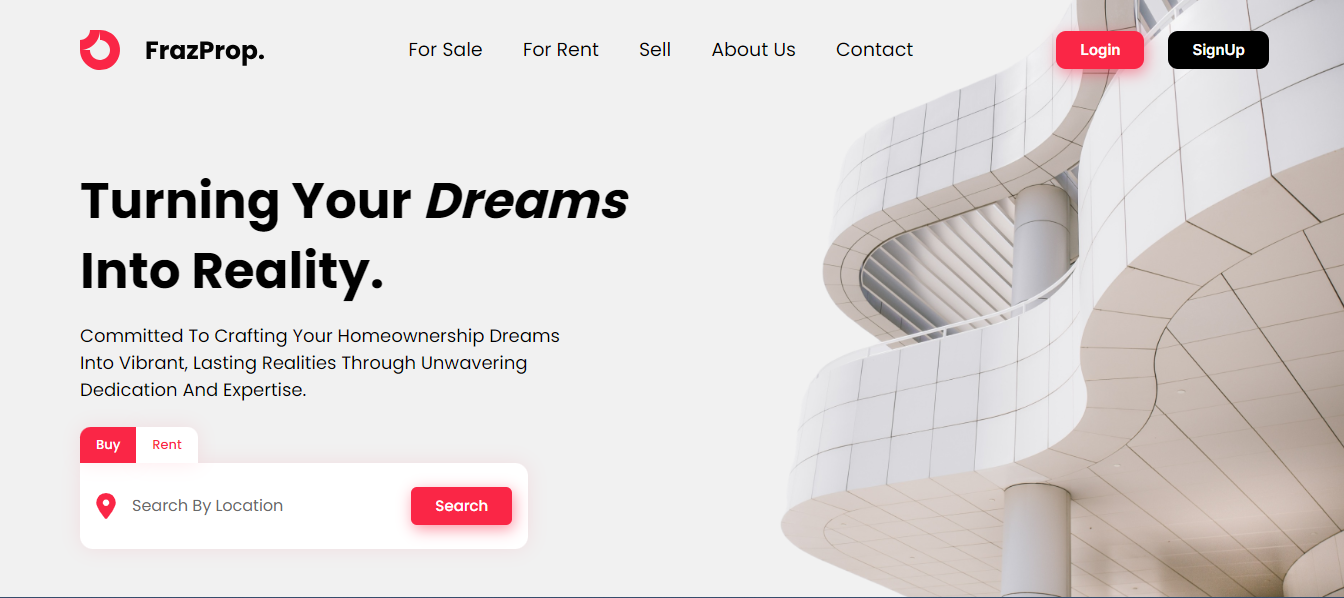 FrazProp.
For Sale
For Rent
Sell
About Us
Contact
Login
SignUp
Turning Your Dreams
Into Reality.
Committed To Crafting Your Homeownership Dreams
Into Vibrant, Lasting Realities Through Unwavering
Dedication And Expertise.
Buy
Rent
Search By Location
Search